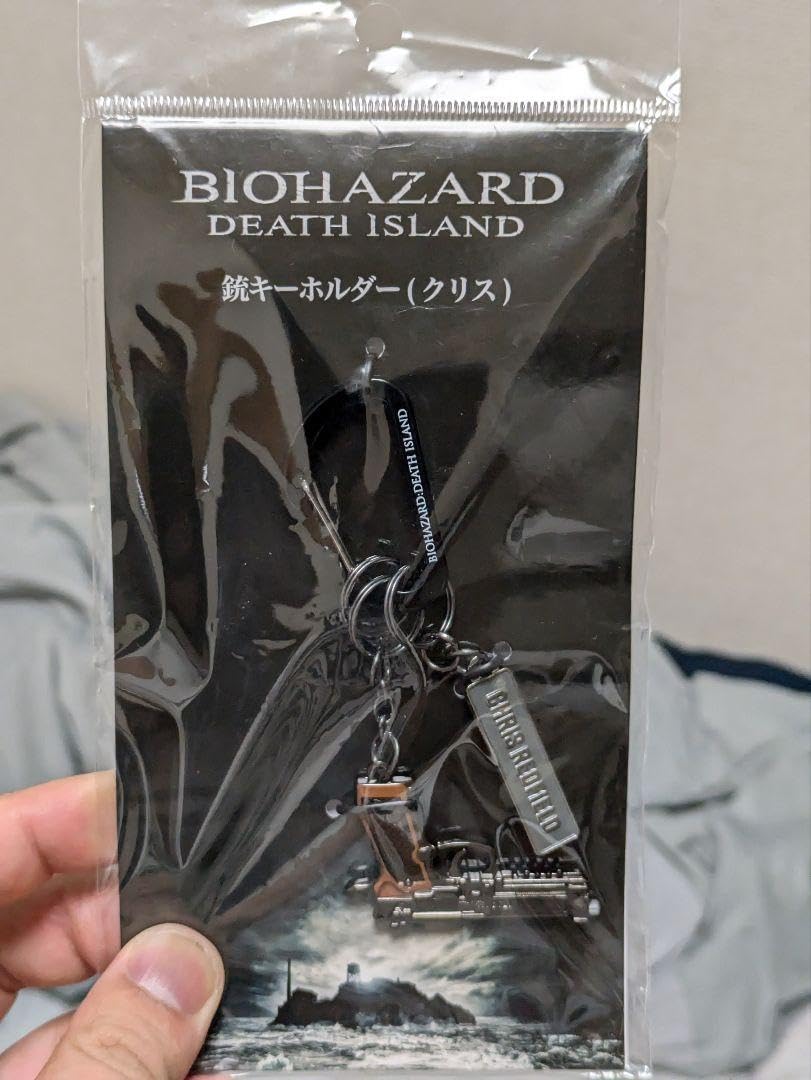 BIOHAZARD
DEATH ISLAND
銃キーホルダー(クリス)
BIOHAZARD:DEATH ISLAND
CHRIS REDFIELD